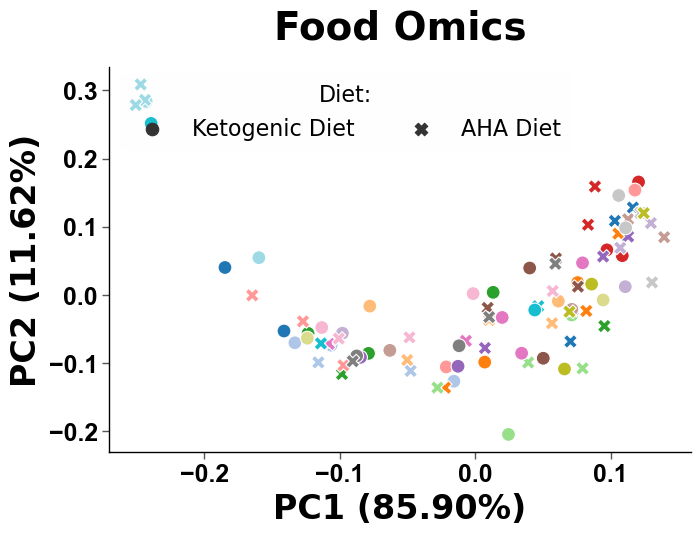 Food Omics
PC2 (11.62%)
0.3
0.2
0.1
0.0
−0.1
−0.2
Diet:
Ketogenic Diet
AHA Diet
−0.2
−0.1
0.0
0.1
PC1 (85.90%)